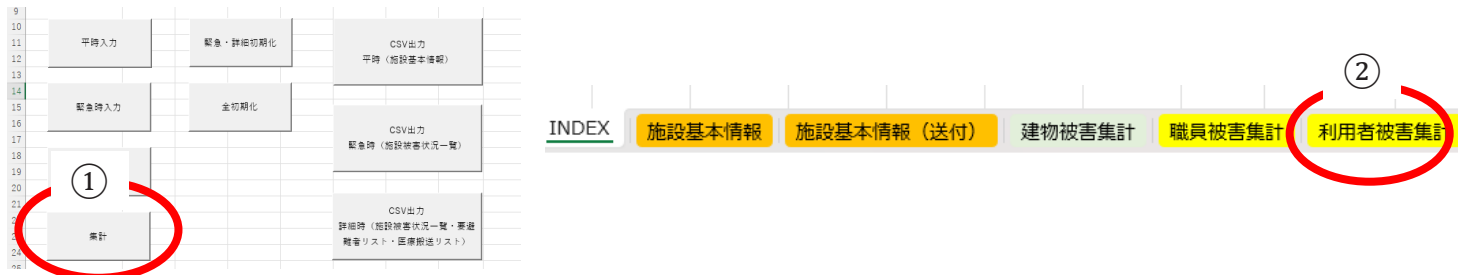 9
10
11
12
13
14
15
16
17
18
19
20
21
24
平時入力
緊急・詳細初期化
CSV出力
平時（施設基本情報）
緊急時入力
全初期化
CSV出力
緊急時（施設被害状況一覧）
①
集計
CSV出力
詳細時（施設被害状況一覧・要避
難者リスト・医療搬送リスト）
②
INDEX 施設基本情報 施設基本情報（送付） 建物被害集計 職員被害集計 利用者被害集計